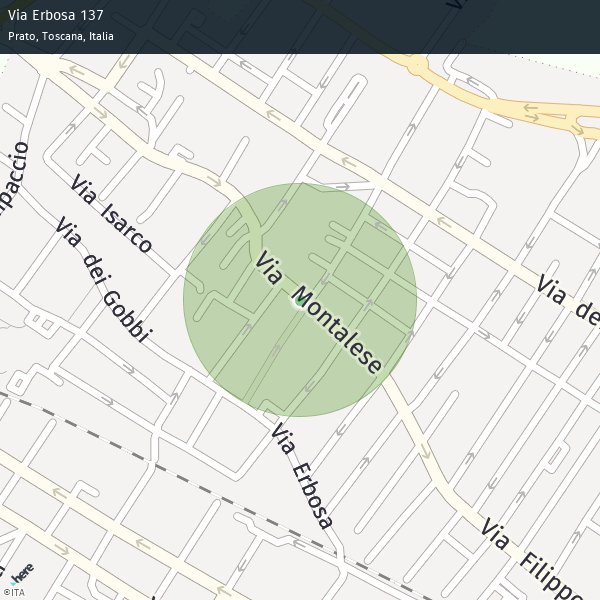 Via Erbosa 137
Prato, Toscana, Italia
Via Isarco
Via dei Gobbi
Via Montalese
Via de
Via Erbosa
Via Filippo
here
©ITA